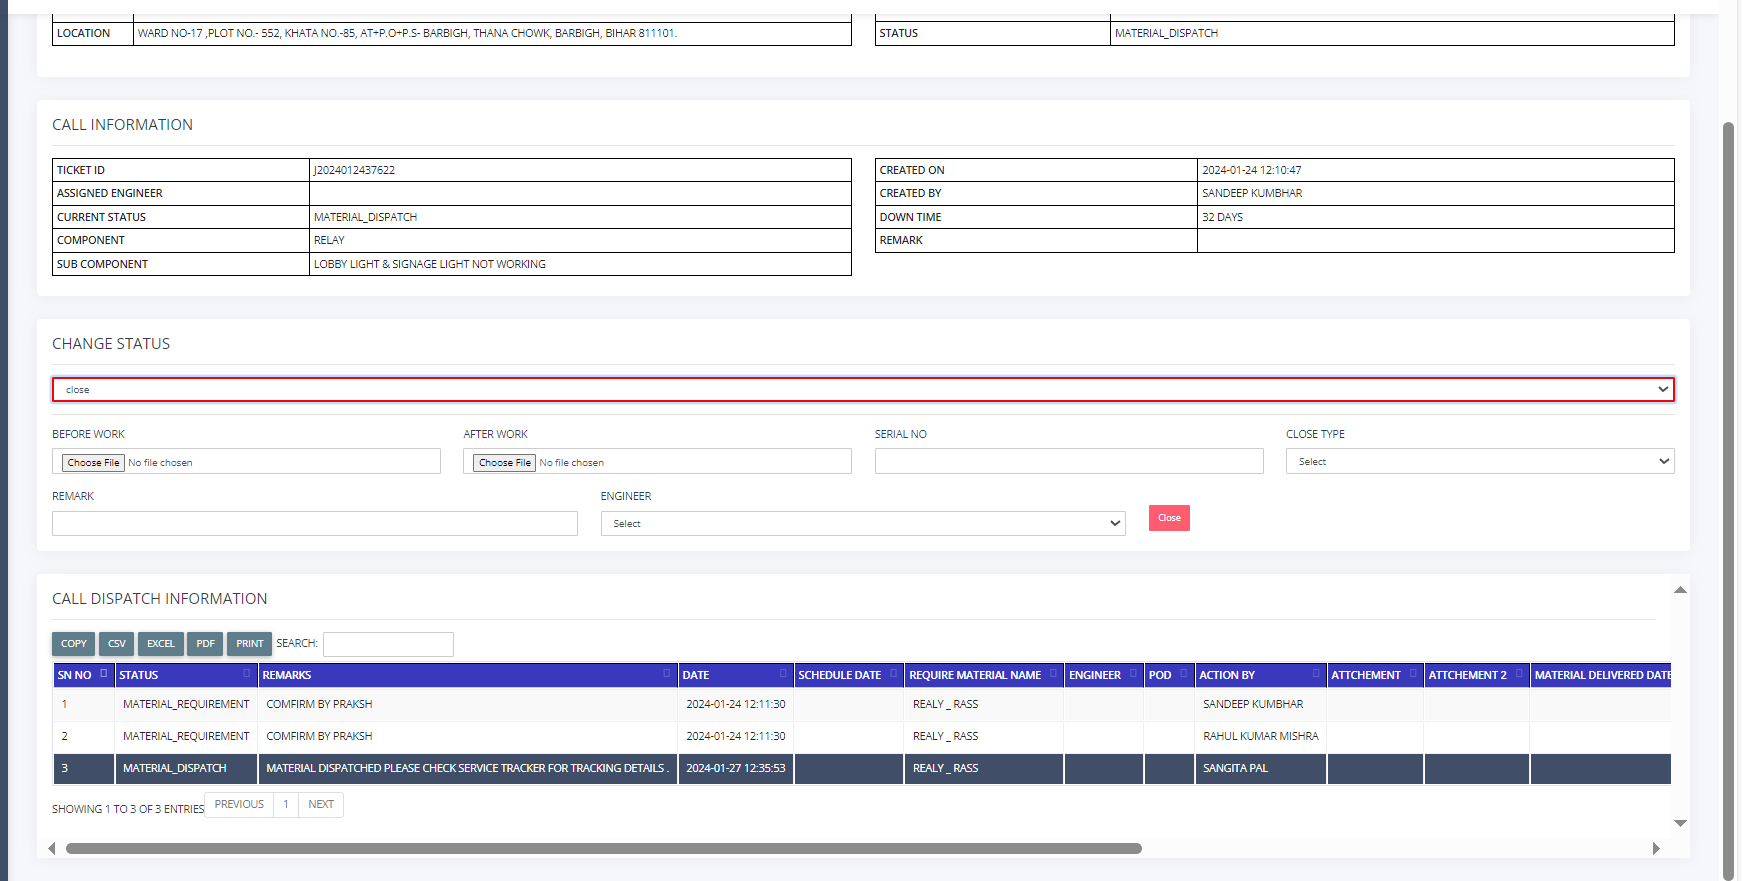 LOCATION WARD NO-17 ,PLOT NO.- 552, KHATA NO.-85, AT+P.O+P.S- BARBIGH, THANA CHOWK, BARBIGH, BIHAR 811101. STATUS MATERIAL_DISPATCH
CALL INFORMATION
TICKET ID J2024012437622 CREATED ON 2024-01-24 12:10:47
ASSIGNED ENGINEER CREATED BY SANDEEP KUMBHAR
CURRENT STATUS MATERIAL_DISPATCH DOWN TIME 32 DAYS
COMPONENT RELAY REMARK
SUB COMPONENT LOBBY LIGHT & SIGNAGE LIGHT NOT WORKING
CHANGE STATUS
close
BEFORE WORK AFTER WORK SERIAL NO CLOSE TYPE
Choose File No file chosen Choose File No file chosen Select
REMARK ENGINEER
Select Close
CALL DISPATCH INFORMATION
COPY CSV EXCEL PDF PRINT SEARCH:
SN NO STATUS REMARKS DATE SCHEDULE DATE REQUIRE MATERIAL NAME ENGINEER POD ACTION BY ATTCHEMENT ATTCHEMENT 2 MATERIAL DELIVERED DATE
1 MATERIAL_REQUIREMENT COMFIRM BY PRAKSH 2024-01-24 12:11:30 REALY _ RASS SANDEEP KUMBHAR
2 MATERIAL_REQUIREMENT COMFIRM BY PRAKSH 2024-01-24 12:11:30 REALY _ RASS RAHUL KUMAR MISHRA
3 MATERIAL_DISPATCH MATERIAL DISPATCHED PLEASE CHECK SERVICE TRACKER FOR TRACKING DETAILS . 2024-01-27 12:35:53 REALY _ RASS SANGITA PAL
SHOWING 1 TO 3 OF 3 ENTRIES PREVIOUS 1 NEXT